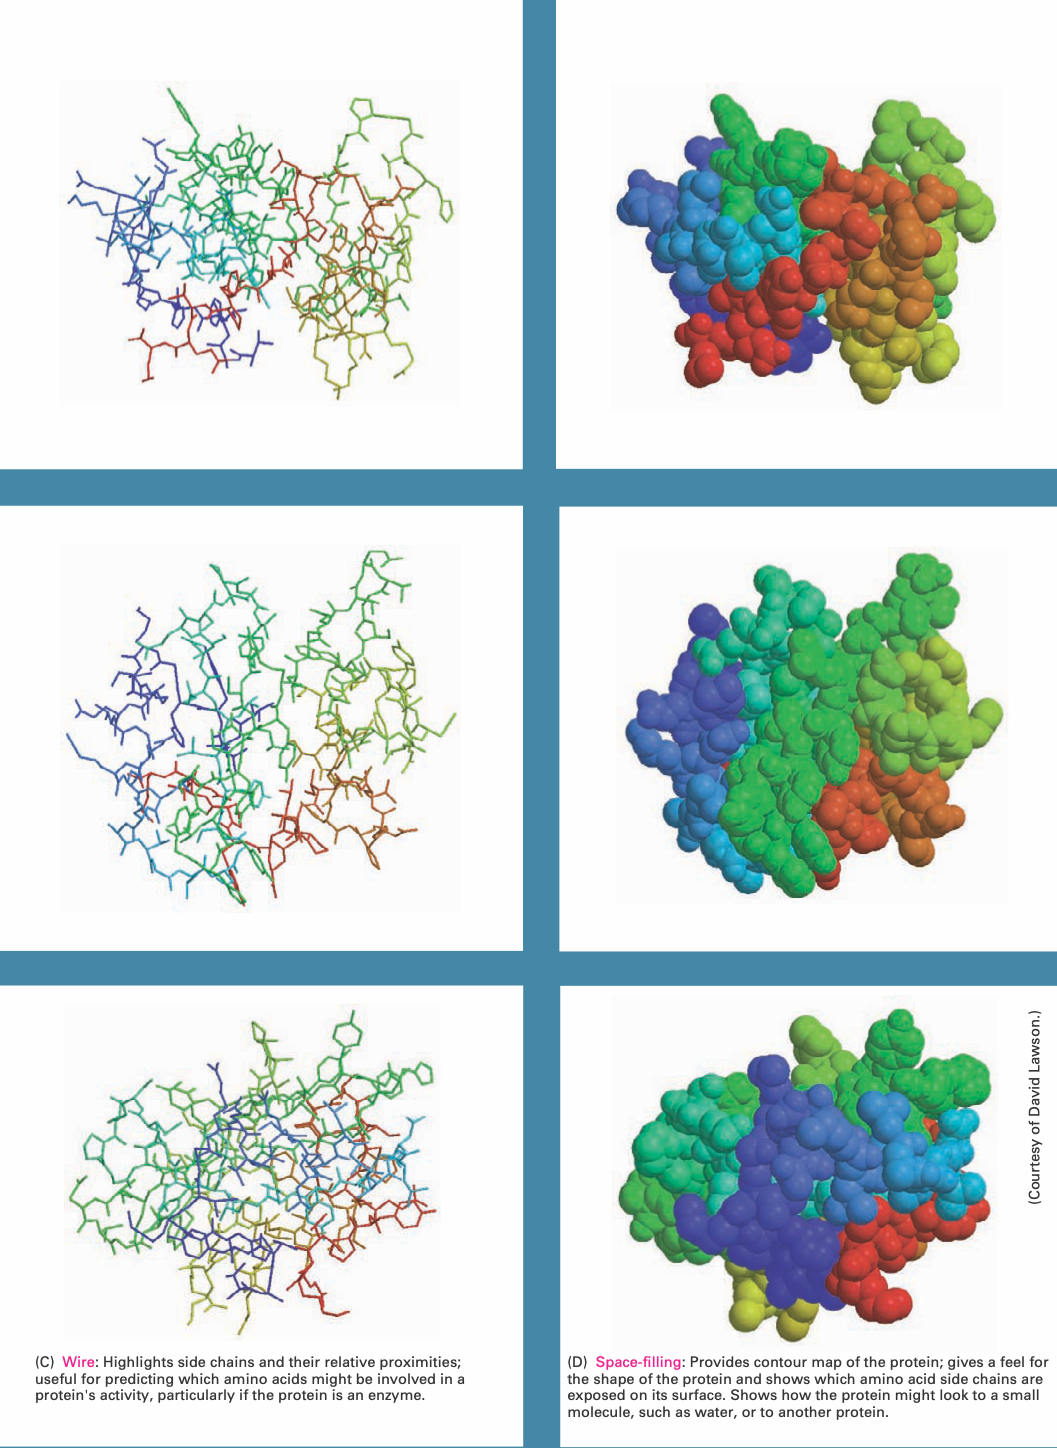 (Courtesy of David Lawson.)
(C) Wire: Highlights side chains and their relative proximities;
useful for predicting which amino acids might be involved in a
protein's activity, particularly if the protein is an enzyme.
(D) Space-filling: Provides contour map of the protein; gives a feel for
the shape of the protein and shows which amino acid side chains are
exposed on its surface. Shows how the protein might look to a small
molecule, such as water, or to another protein.